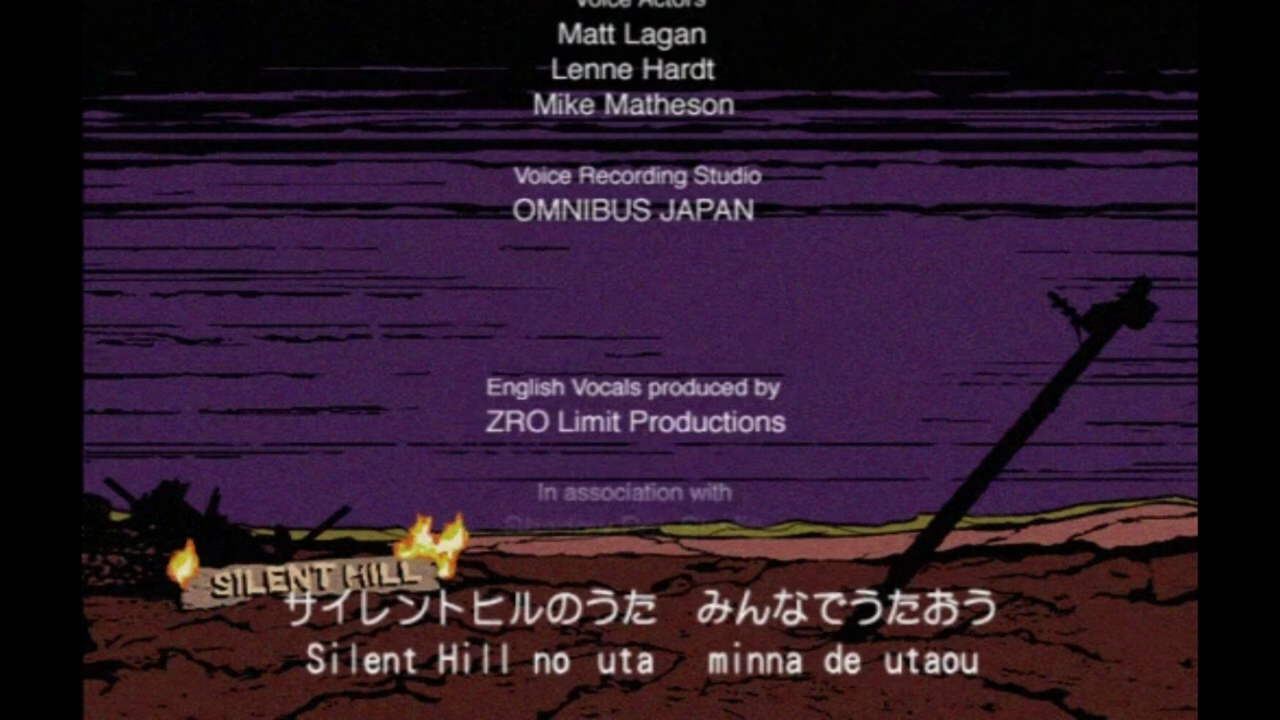 Voice Actors
Matt Lagan
Lenne Hardt
Mike Matheson
Voice Recording Studio
OMNIBUS JAPAN
English Vocals produced by
ZRO Limit Productions
In association with
SILENT HILL
サイレントヒルのうた　みんなでうたおう
Silent Hill no uta minna de utaou